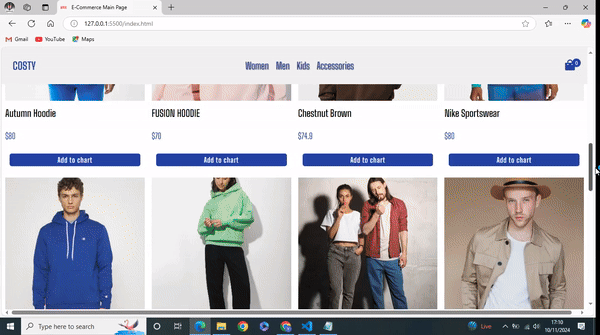 E-Commerce Main Page
127.0.0.1:5500/index.html
Gmail YouTube Maps
COSTY Women Men Kids Accessories 0
Autumn Hoodie FUSION HOODIE Chestnut Brown Nike Sportswear
$80 $70 $74.9 $80
Add to chart Add to chart Add to chart Add to chart
Type here to search Live 17:10
10/11/2024